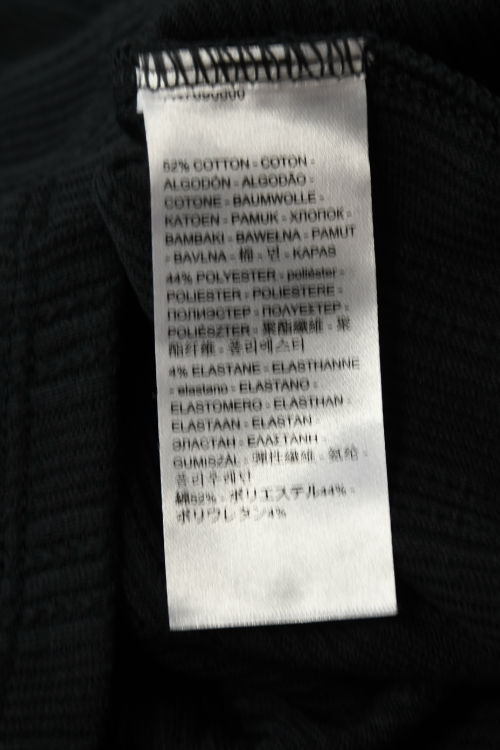 52% COTTON - COTON -
ALGODÓN - ALGODÃO -
COTONE - BAUMWOLLE -
KATOEN - PAMUK - ХЛОПОК -
ΒΑΜΒΑΚΙ - BAWEŁNA - PAMUT
- BAVLNA - 棉 - 면 - KAPAS
44% POLYESTER - poliéster -
POLIESTER - POLIESTERE -
ПОЛИЭСТЕР - ΠΟΛΥΕΣΤΕΡ -
POLIÉSZTER - 聚酯纖維 - 聚
酯纤维 - 폴리에스터
4% ELASTANE - ELASTHANNE
- elastano - ELASTANO -
ELASTOMERO - ELASTHAN -
ELASTAAN - ELASTAN -
ЭЛАСТАН - ΕΛΑΣΤΑΝΗ -
GUMISZÁL - 彈性纖維 - 氨纶 -
폴리우레탄
綿52% - ポリエステル44% -
ポリウレタン4%